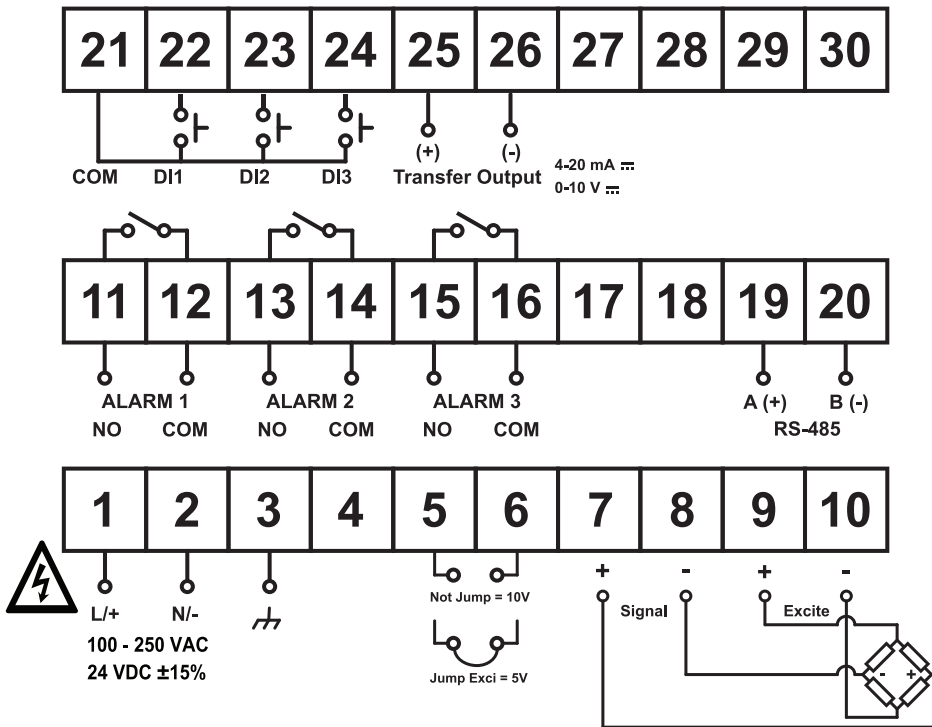 21 22 23 24 25 26 27 28 29 30
(+) (-) 4-20 mA ⎓
COM DI1 DI2 DI3 Transfer Output 0-10 V ⎓
11 12 13 14 15 16 17 18 19 20
ALARM 1 ALARM 2 ALARM 3 A (+) B (-)
NO COM NO COM NO COM RS-485
1 2 3 4 5 6 7 8 9 10
+ - + -
L/+ N/- Not Jump = 10V Signal Excite
100 - 250 VAC
24 VDC ±15% Jump Exci = 5V
- +